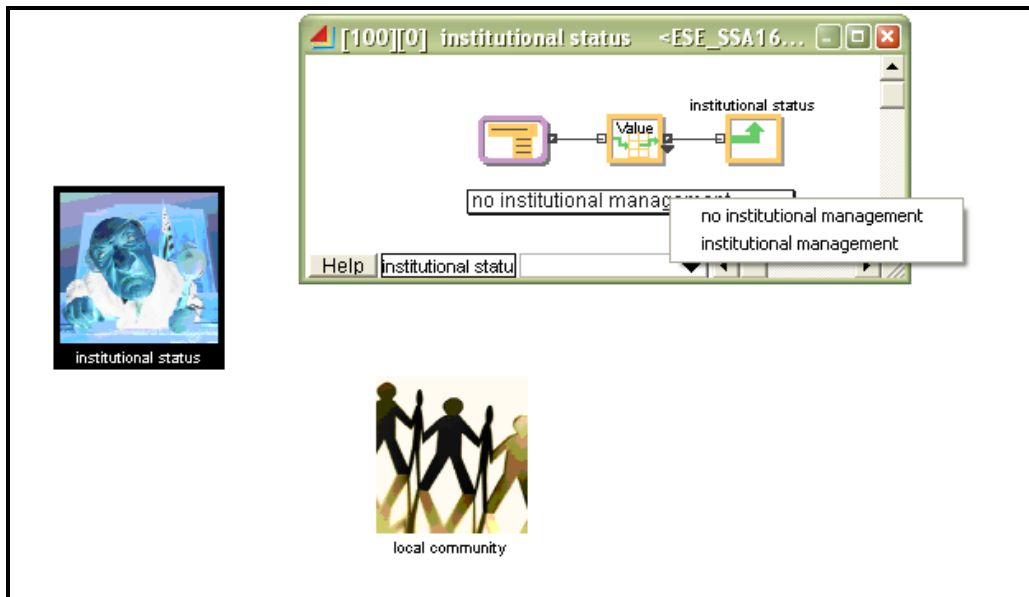 [100][0] institutional status <ESE_SSA16...
institutional status
Value
no institutional management
no institutional management
institutional management
Help institutional statu
institutional status
local community